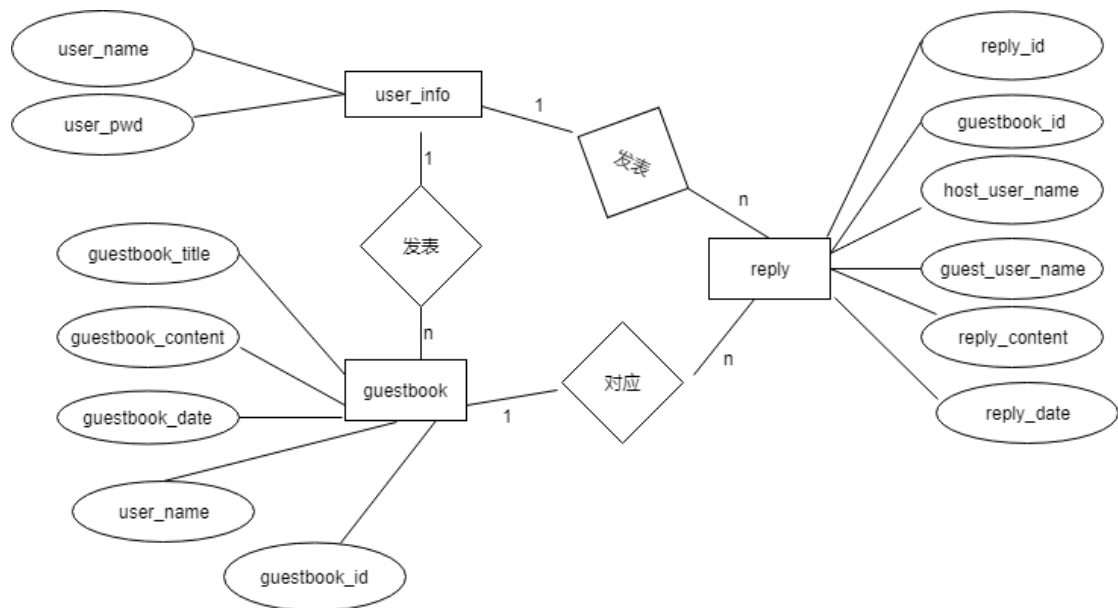 user_name
user_pwd
user_info
1
发表
n
reply_id
guestbook_id
host_user_name
guest_user_name
reply_content
reply_date
reply
1
发表
n
guestbook_title
guestbook_content
guestbook_date
user_name
guestbook_id
guestbook
1
对应
n